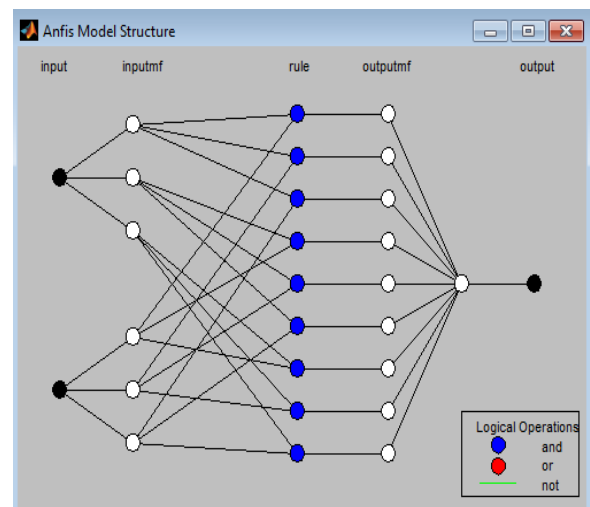 Anfis Model Structure
input inputmf rule outputmf output
Logical Operations
and
or
not